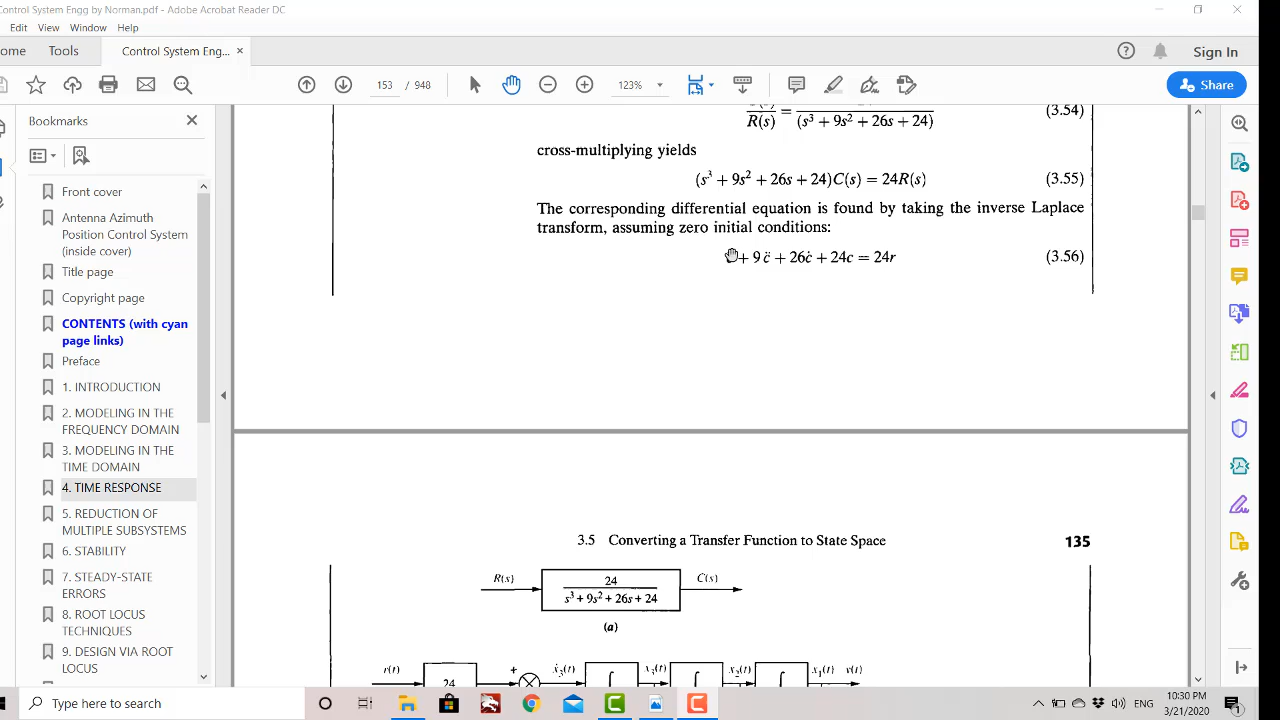 Control System Engg by Norman.pdf - Adobe Acrobat Reader DC
Edit View Window Help
ome Tools Control System Eng... × Sign In
153 / 948 123% Share
Bookmarks
Front cover
Antenna Azimuth
Position Control System
(inside cover)
Title page
Copyright page
CONTENTS (with cyan
page links)
Preface
1. INTRODUCTION
2. MODELING IN THE
FREQUENCY DOMAIN
3. MODELING IN THE
TIME DOMAIN
4. TIME RESPONSE
5. REDUCTION OF
MULTIPLE SUBSYSTEMS
6. STABILITY
7. STEADY-STATE
ERRORS
8. ROOT LOCUS
TECHNIQUES
9. DESIGN VIA ROOT
LOCUS
R(s) = (s³ + 9s² + 26s + 24) (3.54)
cross-multiplying yields
(s³ + 9s² + 26s + 24)C(s) = 24R(s) (3.55)
The corresponding differential equation is found by taking the inverse Laplace
transform, assuming zero initial conditions:
+ 9c̈ + 26ċ + 24c = 24r (3.56)
3.5 Converting a Transfer Function to State Space 135
R(s) 24 C(s)
s³ + 9s² + 26s + 24
(a)
r(t) 24 + ẋ₃(t) ∫ x₃(t) ∫ x₂(t) ∫ x₁(t) y(t)
Type here to search
ENG
10:30 PM
3/21/2020